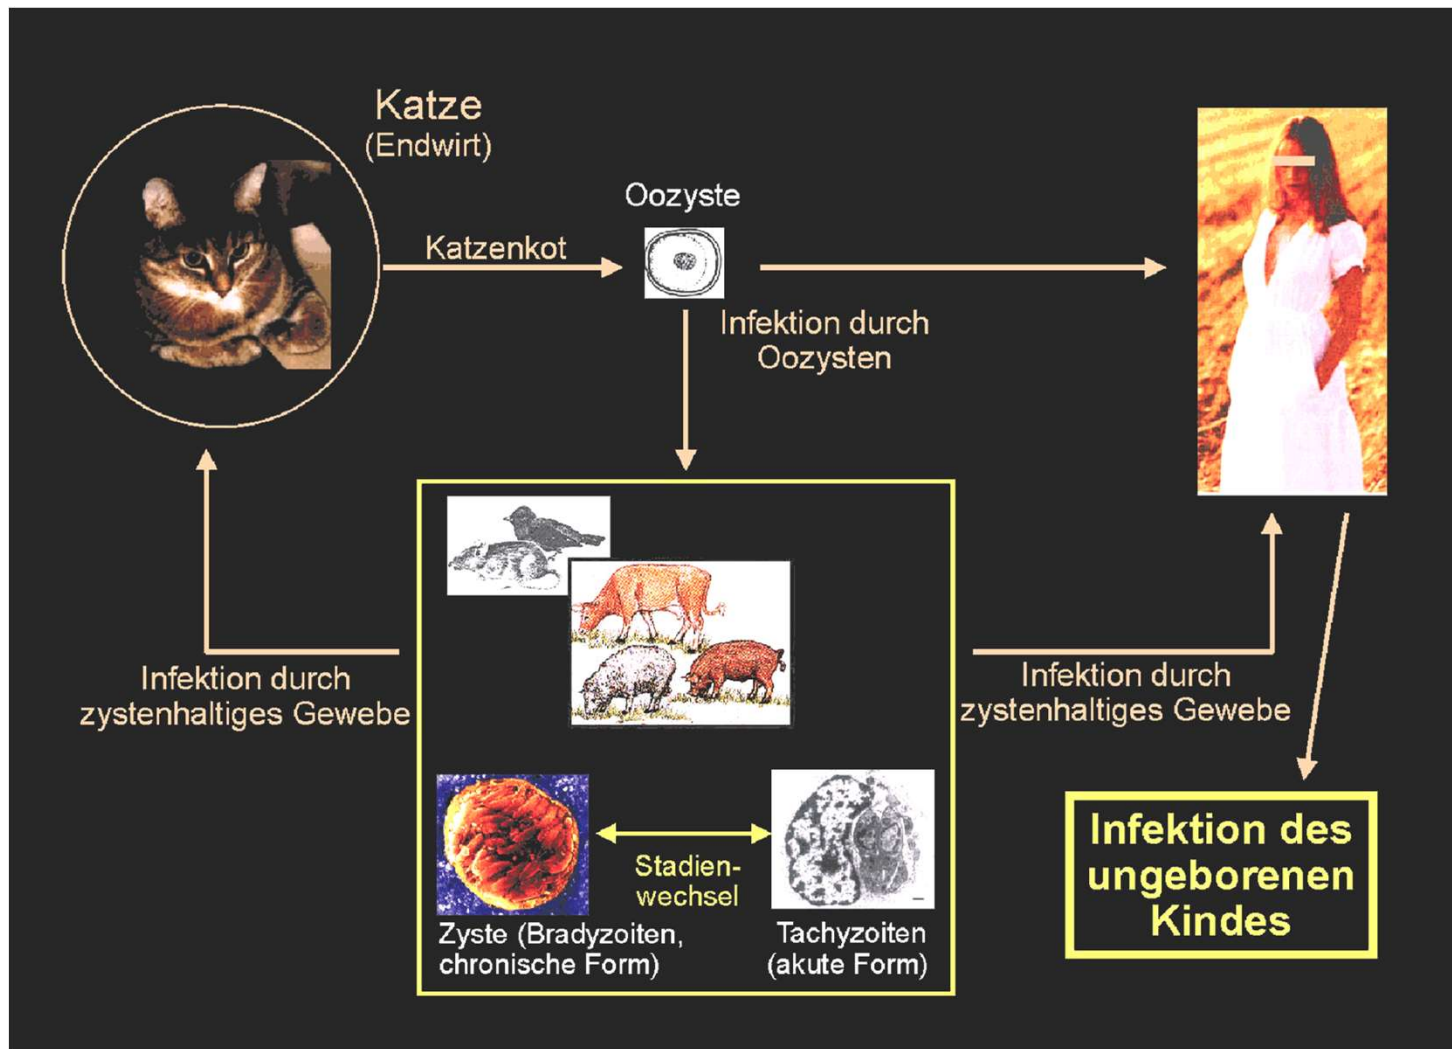 Katze
(Endwirt)
Oozyste
Katzenkot
Infektion durch
Oozysten
Infektion durch
zystenhaltiges Gewebe
Infektion durch
zystenhaltiges Gewebe
Stadien-
wechsel
Zyste (Bradyzoiten,
chronische Form)
Tachyzoiten
(akute Form)
Infektion des
ungeborenen
Kindes